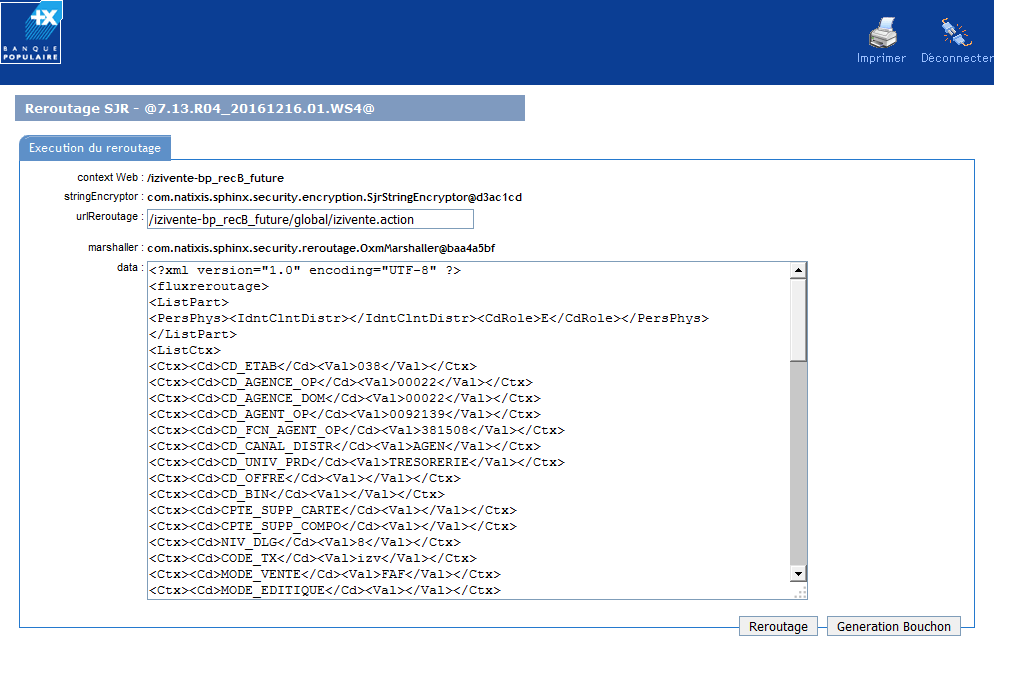 BANQUE
POPULAIRE
Imprimer
Déconnecter
Reroutage SJR - @7.13.R04_20161216.01.WS4@
Execution du reroutage
context Web : /izivente-bp_recB_future
stringEncryptor : com.natixis.sphinx.security.encryption.SjrStringEncryptor@d3ac1cd
urlReroutage : /izivente-bp_recB_future/global/izivente.action
marshaller : com.natixis.sphinx.security.reroutage.OxmMarshaller@baa4a5bf
data : <?xml version="1.0" encoding="UTF-8" ?>
<fluxreroutage>
<ListPart>
<PersPhys><IdntClntDistr></IdntClntDistr><CdRole>E</CdRole></PersPhys>
</ListPart>
<ListCtx>
<Ctx><Cd>CD_ETAB</Cd><Val>038</Val></Ctx>
<Ctx><Cd>CD_AGENCE_OP</Cd><Val>00022</Val></Ctx>
<Ctx><Cd>CD_AGENCE_DOM</Cd><Val>00022</Val></Ctx>
<Ctx><Cd>CD_AGENT_OP</Cd><Val>0092139</Val></Ctx>
<Ctx><Cd>CD_FCN_AGENT_OP</Cd><Val>381508</Val></Ctx>
<Ctx><Cd>CD_CANAL_DISTR</Cd><Val>AGEN</Val></Ctx>
<Ctx><Cd>CD_UNIV_PRD</Cd><Val>TRESORERIE</Val></Ctx>
<Ctx><Cd>CD_OFFRE</Cd><Val></Val></Ctx>
<Ctx><Cd>CD_BIN</Cd><Val></Val></Ctx>
<Ctx><Cd>CPTE_SUPP_CARTE</Cd><Val></Val></Ctx>
<Ctx><Cd>CPTE_SUPP_COMPO</Cd><Val></Val></Ctx>
<Ctx><Cd>NIV_DLG</Cd><Val>8</Val></Ctx>
<Ctx><Cd>CODE_TX</Cd><Val>izv</Val></Ctx>
<Ctx><Cd>MODE_VENTE</Cd><Val>FAF</Val></Ctx>
<Ctx><Cd>MODE_EDITIQUE</Cd><Val></Val></Ctx>
Reroutage
Generation Bouchon